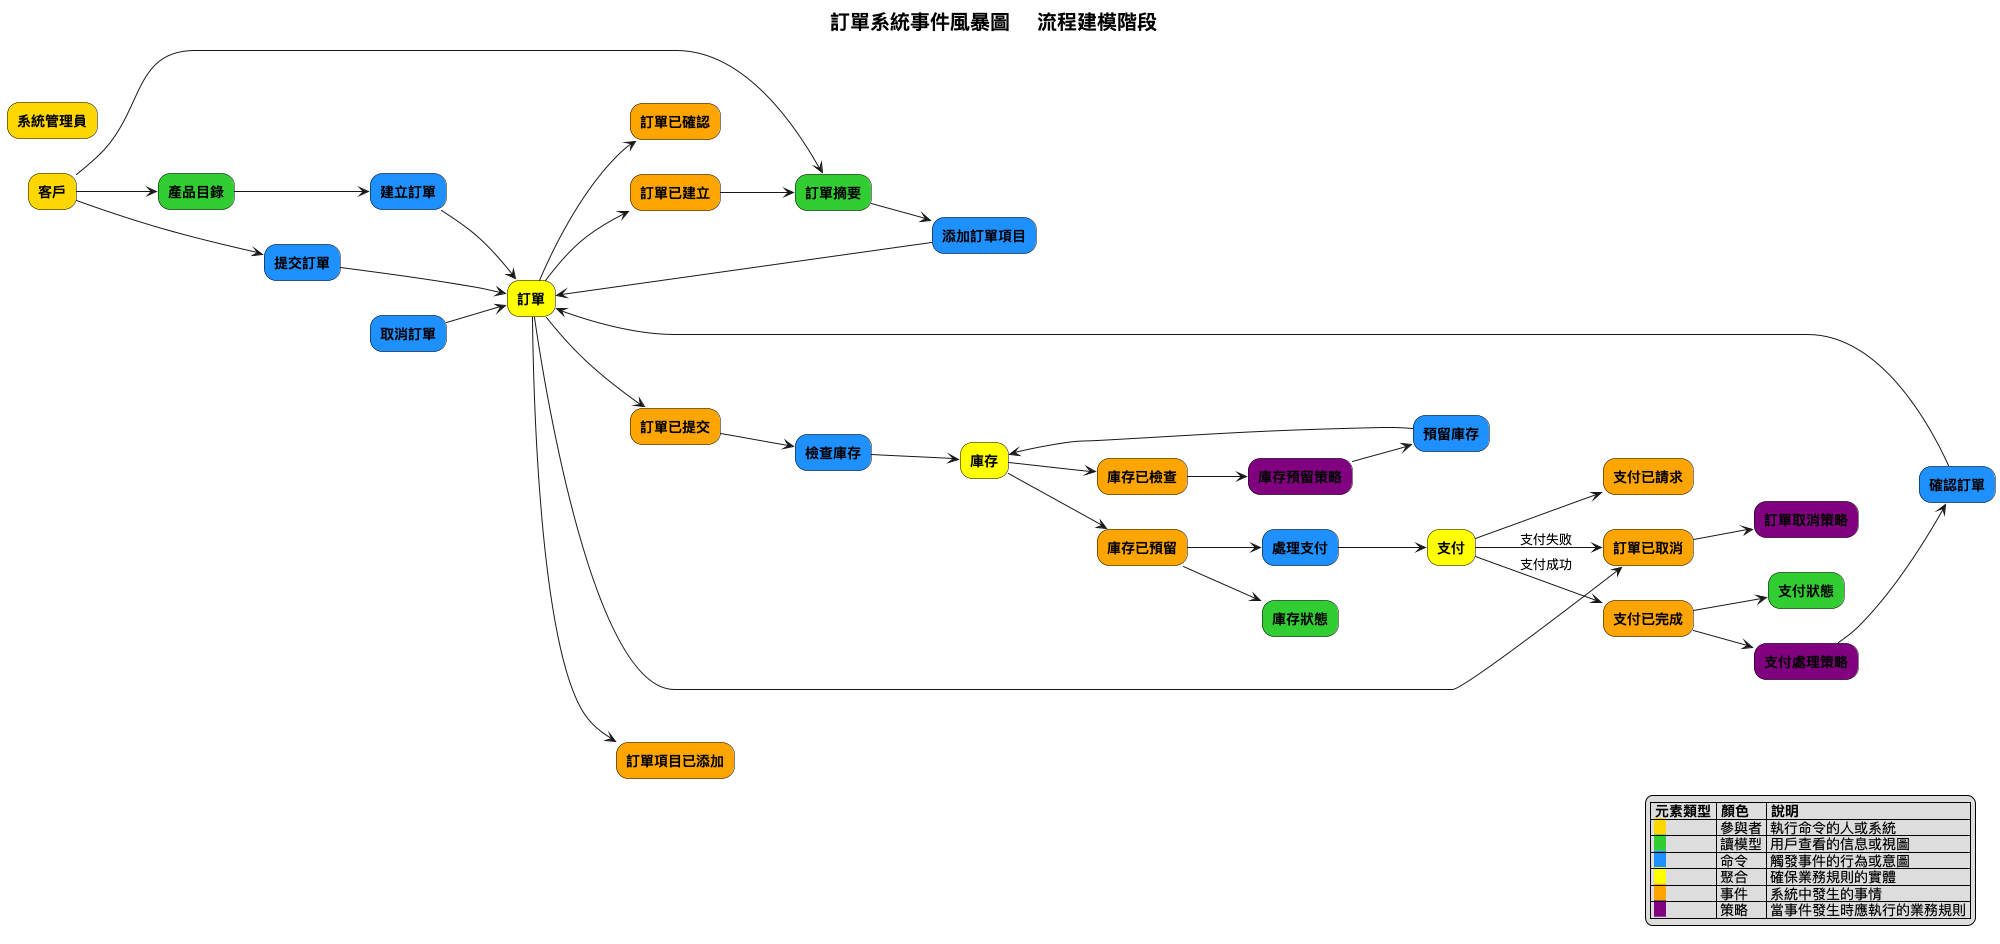 訂單系統事件風暴圖 流程建模階段
系統管理員
訂單已確認
客戶
產品目錄
建立訂單
訂單已建立
訂單摘要
添加訂單項目
提交訂單
訂單
取消訂單
訂單已提交
檢查庫存
庫存
預留庫存
庫存已檢查
庫存預留策略
支付已請求
確認訂單
訂單取消策略
庫存已預留
處理支付
支付
支付失敗
訂單已取消
支付成功
支付狀態
庫存狀態
支付已完成
支付處理策略
訂單項目已添加
元素類型 顏色 說明
參與者 執行命令的人或系統
讀模型 用戶查看的信息或視圖
命令 觸發事件的行為或意圖
聚合 確保業務規則的實體
事件 系統中發生的事情
策略 當事件發生時應執行的業務規則